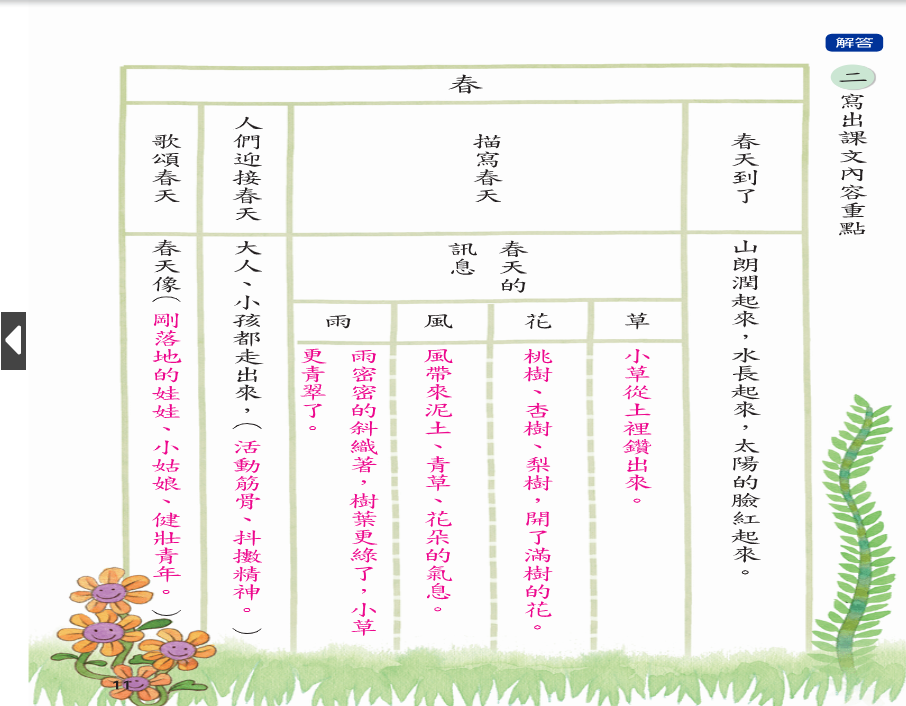 解答
二
寫出課文內容重點
春
春天到了
山朗潤起來，水長起來，太陽的臉紅起來。
描寫春天
春天的
訊息
草
小草從土裡鑽出來。
花
桃樹、杏樹、梨樹，開了滿樹的花。
風
風帶來泥土、青草、花朵的氣息。
雨
雨密密的斜織著，樹葉更綠了，小草
更青翠了。
人們迎接春天
大人、小孩都走出來，（活動筋骨、抖擻精神。）
歌頌春天
春天像（剛落地的娃娃、小姑娘、健壯青年。）
11